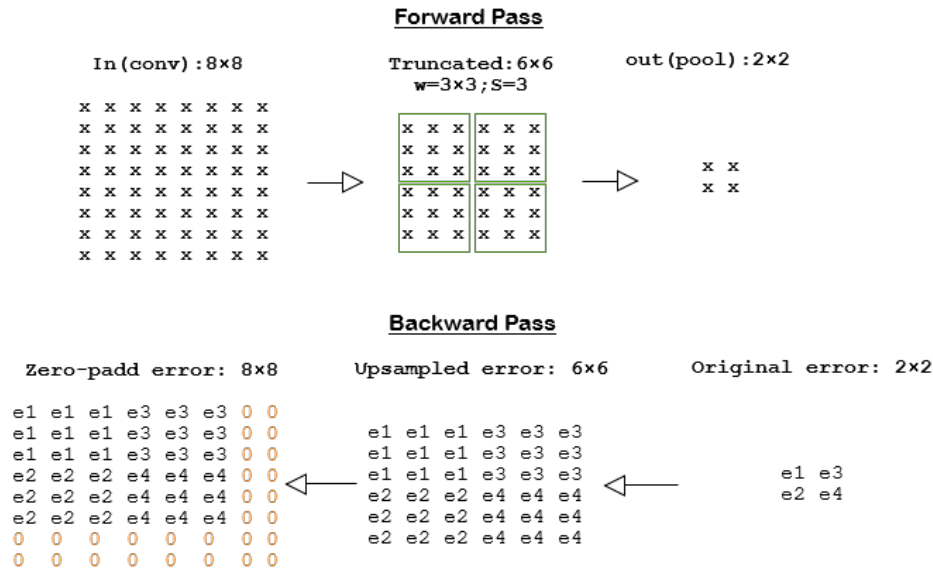 Forward Pass
In(conv):8×8
x x x x x x x x
x x x x x x x x
x x x x x x x x
x x x x x x x x
x x x x x x x x
x x x x x x x x
x x x x x x x x
x x x x x x x x
Truncated:6×6
w=3×3;S=3
x x x x x x
x x x x x x
x x x x x x
x x x x x x
x x x x x x
x x x x x x
out(pool):2×2
x x
x x
Backward Pass
Zero-padd error: 8×8
e1 e1 e1 e3 e3 e3 0 0
e1 e1 e1 e3 e3 e3 0 0
e1 e1 e1 e3 e3 e3 0 0
e2 e2 e2 e4 e4 e4 0 0
e2 e2 e2 e4 e4 e4 0 0
e2 e2 e2 e4 e4 e4 0 0
0 0 0 0 0 0 0 0
0 0 0 0 0 0 0 0
Upsampled error: 6×6
e1 e1 e1 e3 e3 e3
e1 e1 e1 e3 e3 e3
e1 e1 e1 e3 e3 e3
e2 e2 e2 e4 e4 e4
e2 e2 e2 e4 e4 e4
e2 e2 e2 e4 e4 e4
Original error: 2×2
e1 e3
e2 e4